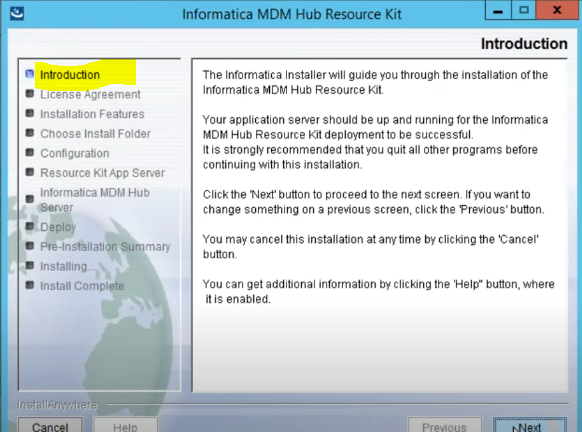 Informatica MDM Hub Resource Kit
Introduction
Introduction
License Agreement
Installation Features
Choose Install Folder
Configuration
Resource Kit App Server
Informatica MDM Hub
Server
Deploy
Pre-Installation Summary
Installing...
Install Complete
The Informatica Installer will guide you through the installation of the
Informatica MDM Hub Resource Kit.
Your application server should be up and running for the Informatica
MDM Hub Resource Kit deployment to be successful.
It is strongly recommended that you quit all other programs before
continuing with this installation.
Click the 'Next' button to proceed to the next screen. If you want to
change something on a previous screen, click the 'Previous' button.
You may cancel this installation at any time by clicking the 'Cancel'
button.
You can get additional information by clicking the 'Help" button, where
it is enabled.
InstallAnywhere
Cancel
Help
Previous
Next